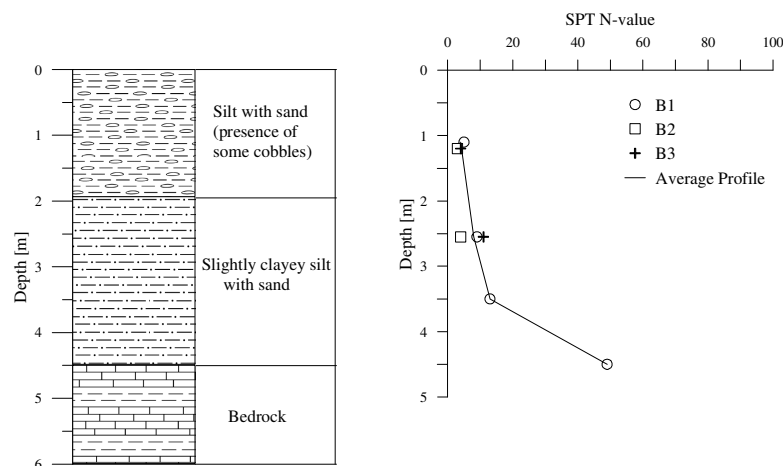 0
1
2
3
4
5
6
Depth [m]
Silt with sand
(presence of
some cobbles)
Slightly clayey silt
with sand
Bedrock
SPT N-value
0 20 40 60 80 100
0
1
2
3
4
5
Depth [m]
B1
B2
B3
Average Profile